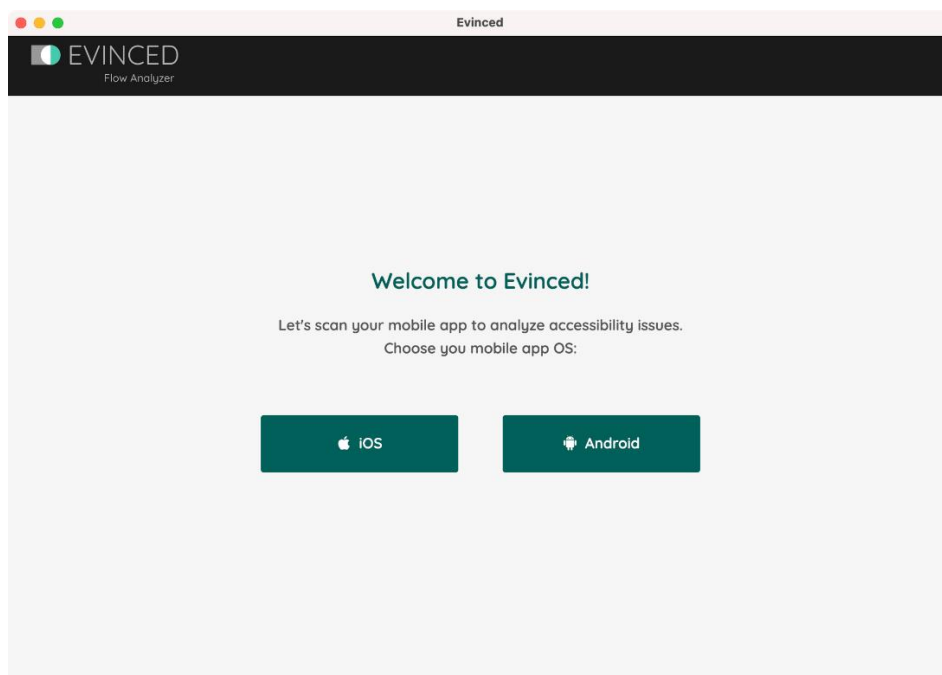 Evinced
EVINCED
Flow Analyzer
Welcome to Evinced!
Let's scan your mobile app to analyze accessibility issues.
Choose you mobile app OS:
iOS
Android